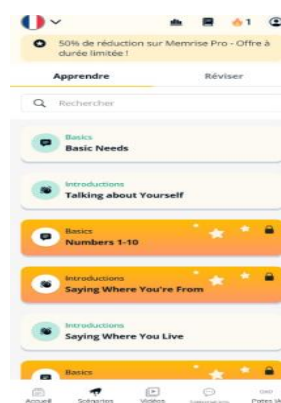 1
50% de réduction sur Memrise Pro - Offre à
durée limitée !
Apprendre
Réviser
Rechercher
Basics
Basic Needs
Introductions
Talking about Yourself
Basics
Numbers 1-10
Introductions
Saying Where You're From
Introductions
Saying Where You Live
Basics
Accueil
Scénarios
Vidéos